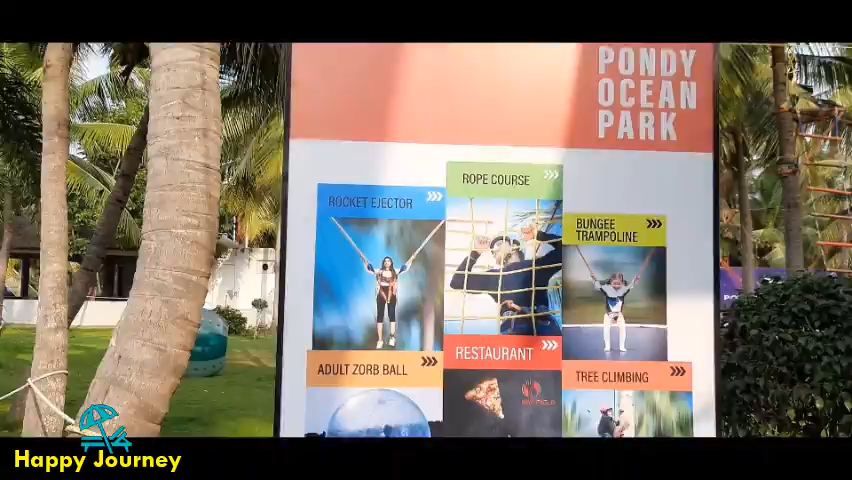 PONDY
OCEAN
PARK
ROPE COURSE
ROCKET EJECTOR
BUNGEE
TRAMPOLINE
RESTAURANT
ADULT ZORB BALL
TREE CLIMBING
Happy Journey